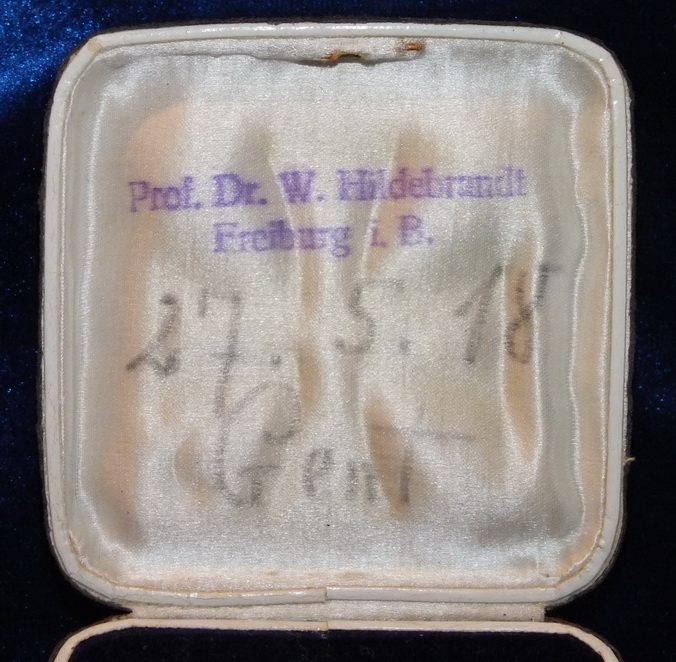 Prof. Dr. W. Hildebrandt
Freiburg i. B.
27. 5. 18
Gent